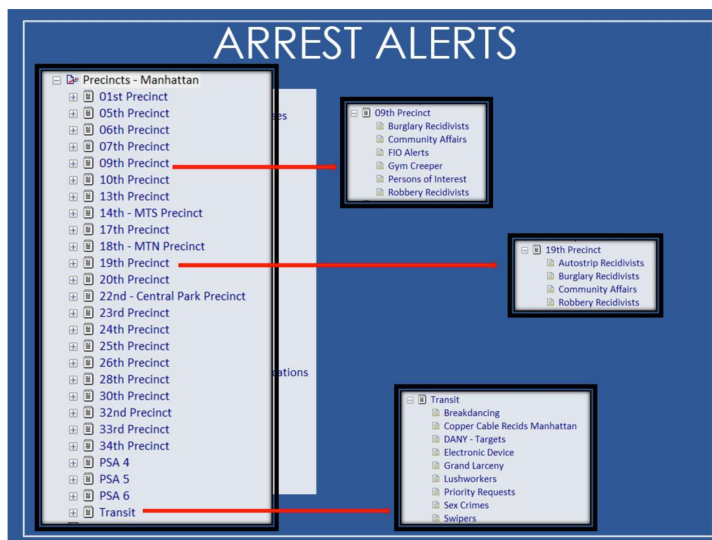 ARREST ALERTS
Precincts - Manhattan
01st Precinct
05th Precinct
06th Precinct
07th Precinct
09th Precinct
10th Precinct
13th Precinct
14th - MTS Precinct
17th Precinct
18th - MTN Precinct
19th Precinct
20th Precinct
22nd - Central Park Precinct
23rd Precinct
24th Precinct
25th Precinct
26th Precinct
28th Precinct
30th Precinct
32nd Precinct
33rd Precinct
34th Precinct
PSA 4
PSA 5
PSA 6
Transit
09th Precinct
Burglary Recidivists
Community Affairs
FIO Alerts
Gym Creeper
Persons of Interest
Robbery Recidivists
19th Precinct
Autostrip Recidivists
Burglary Recidivists
Community Affairs
Robbery Recidivists
Transit
Breakdancing
Copper Cable Recids Manhattan
DANY - Targets
Electronic Device
Grand Larceny
Lushworkers
Priority Requests
Sex Crimes
Swipers